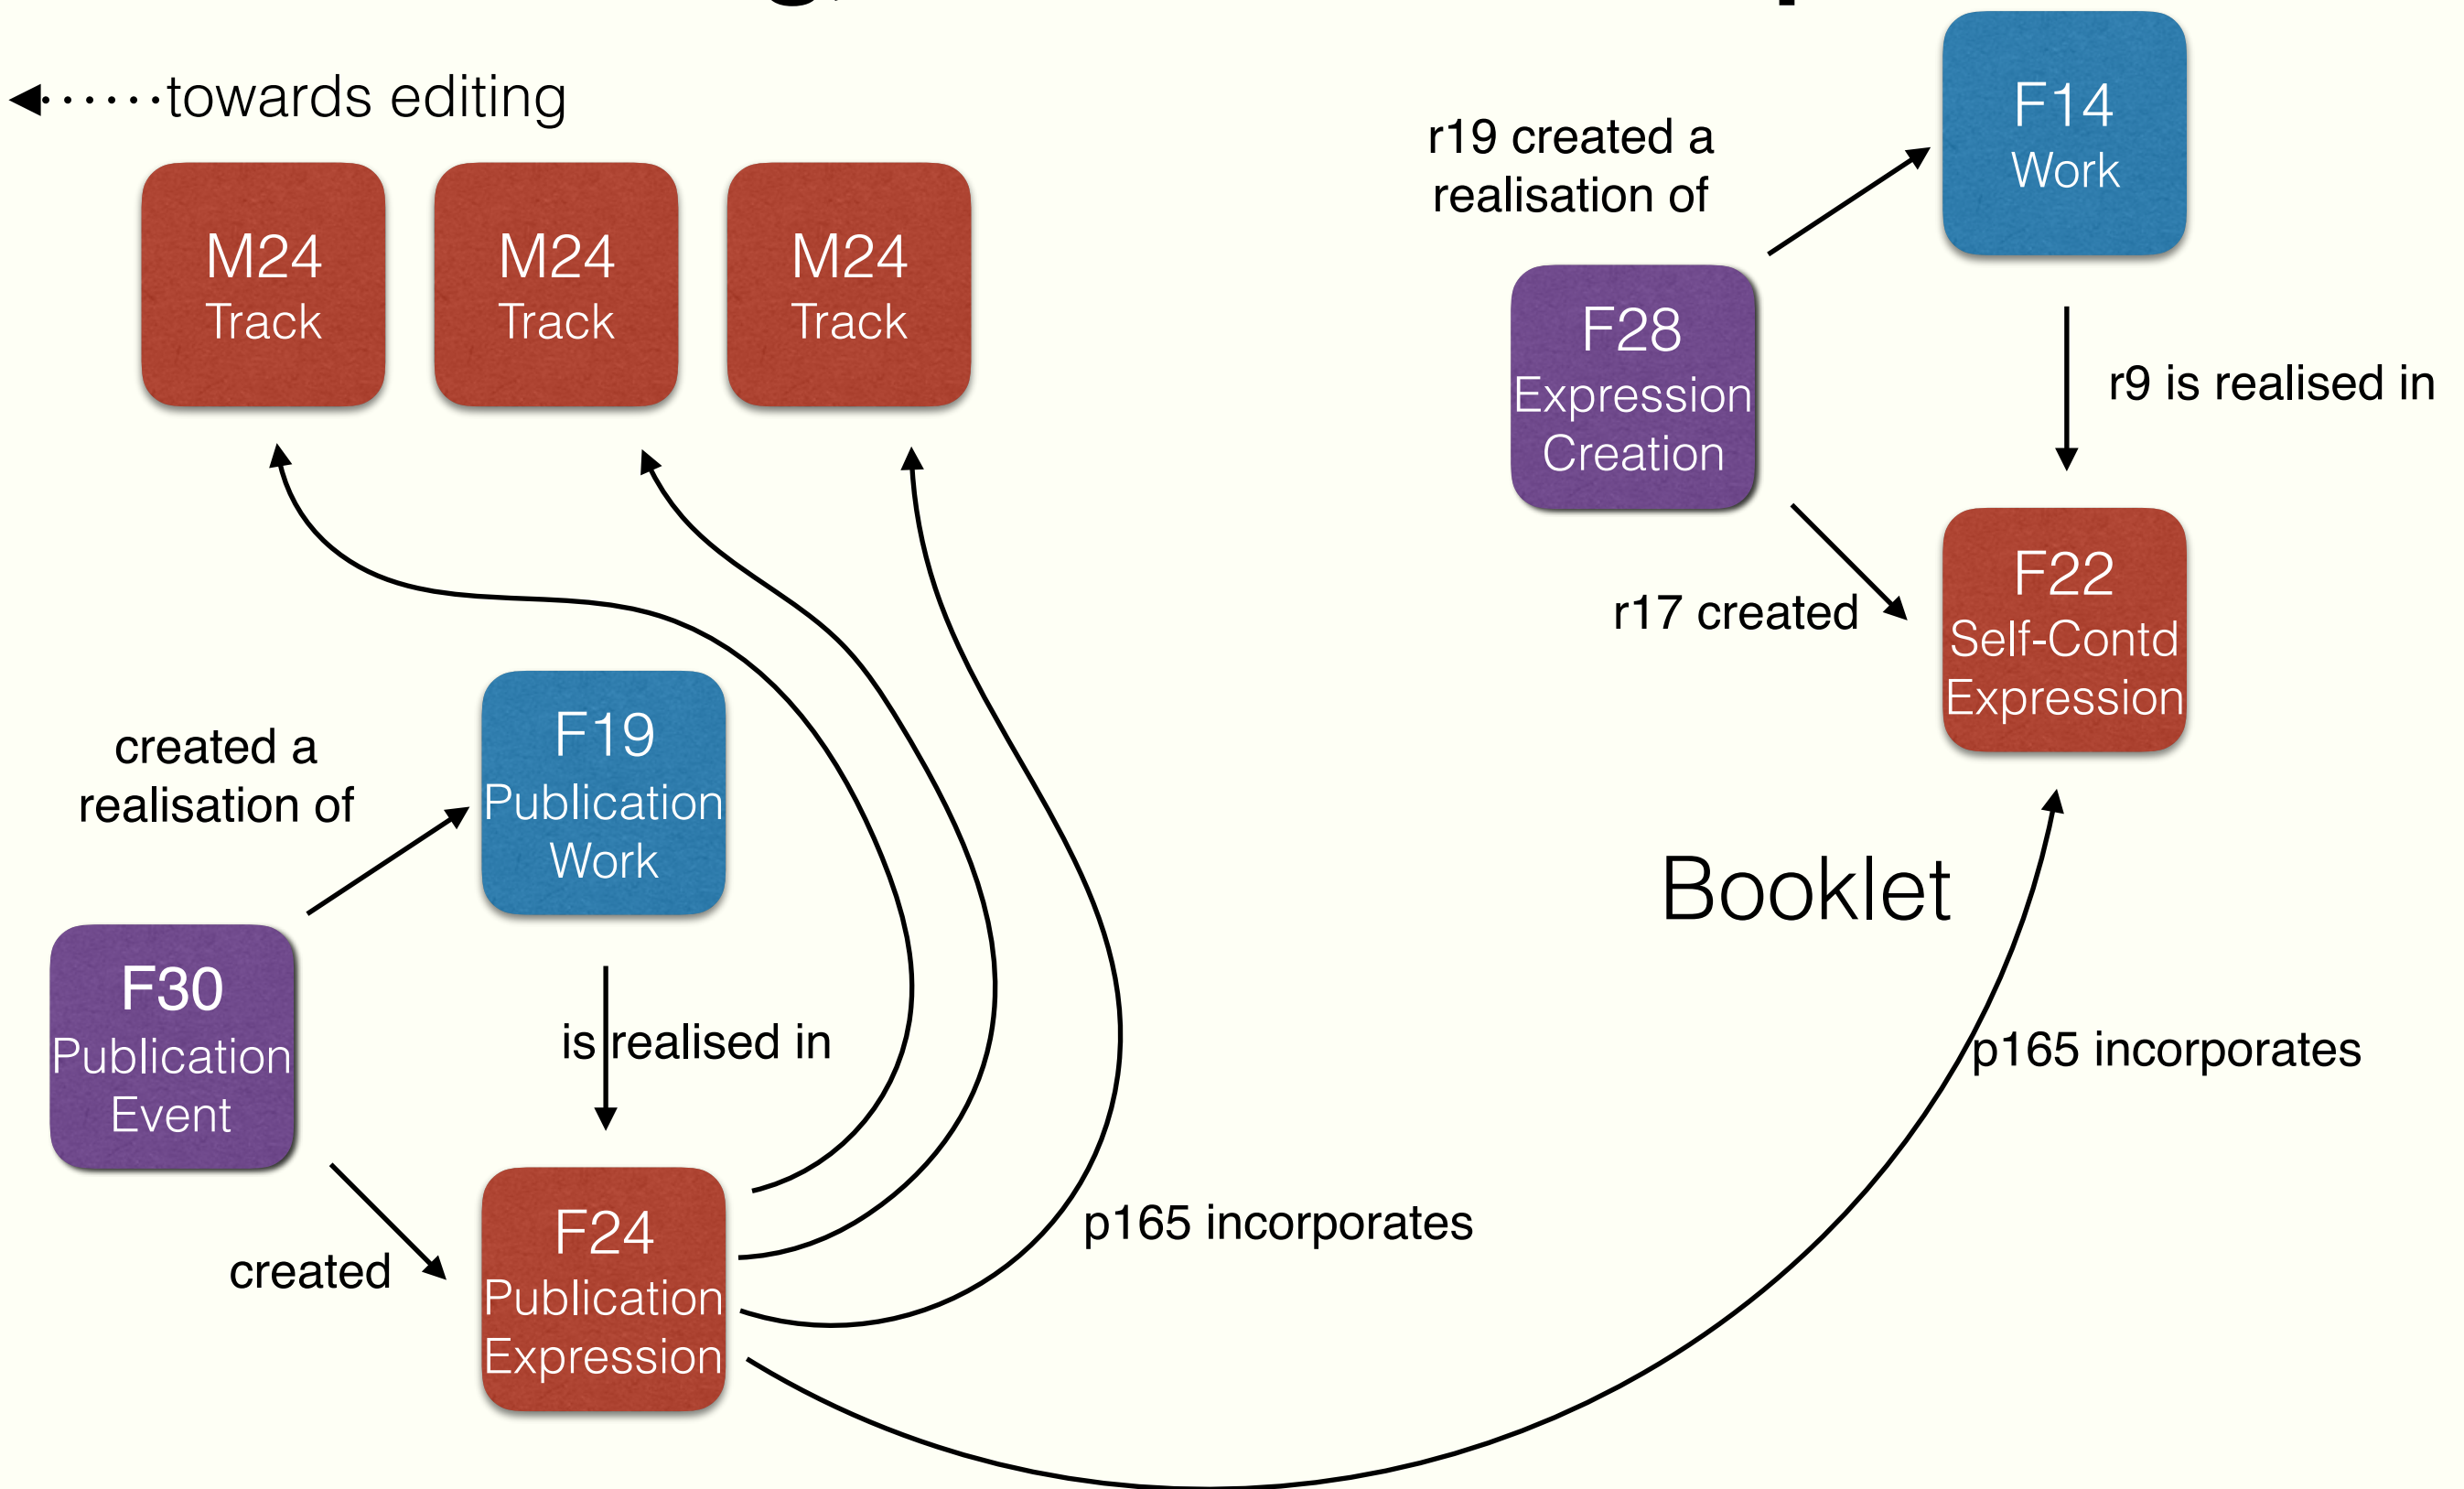 towards editing
M24
Track
M24
Track
M24
Track
r19 created a
realisation of
F14
Work
F28
Expression
Creation
r9 is realised in
r17 created
F22
Self-Contd
Expression
created a
realisation of
F19
Publication
Work
F30
Publication
Event
is realised in
created
F24
Publication
Expression
p165 incorporates
Booklet
p165 incorporates